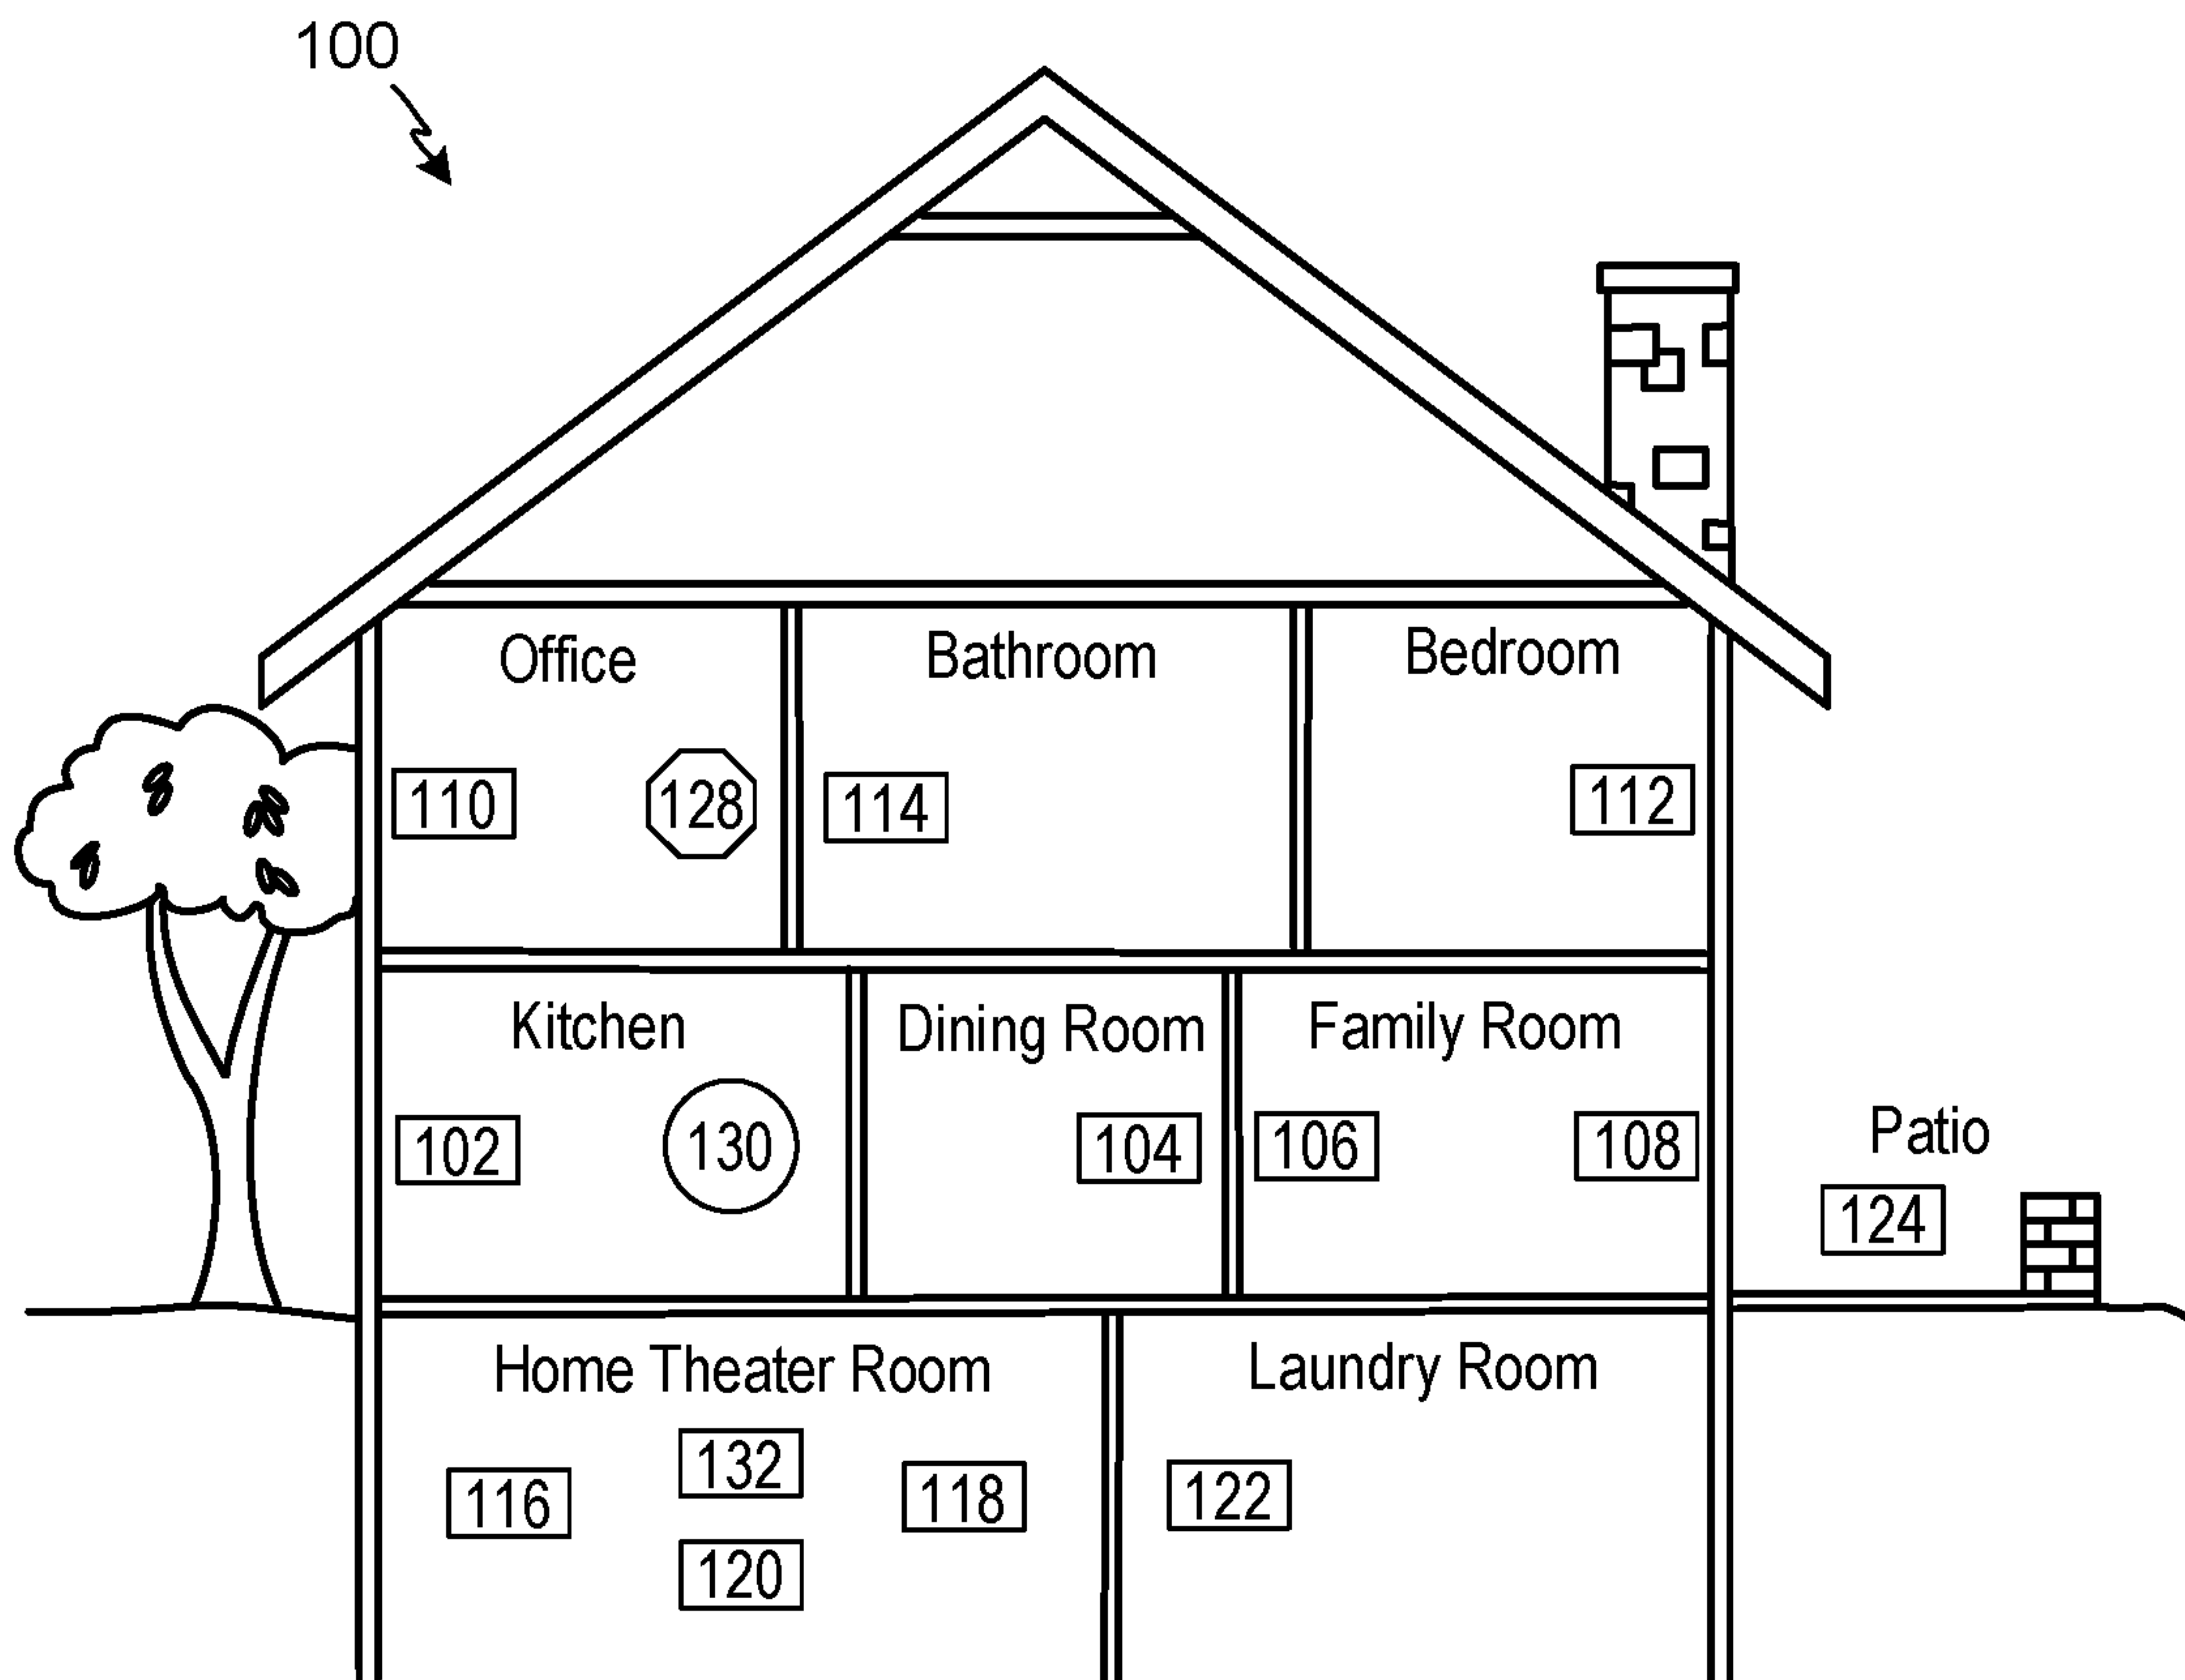 100
Office
Bathroom
Bedroom
110
128
114
112
Kitchen
Dining Room
Family Room
102
130
104
106
108
Patio
124
Home Theater Room
Laundry Room
116
132
118
120
122